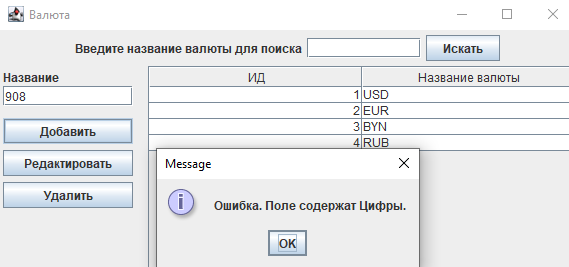 Валюта
Введите название валюты для поиска Искать
Название
908
Добавить
Редактировать
Удалить
ИД Название валюты
1 USD
2 EUR
3 BYN
4 RUB
Message
Ошибка. Поле содержат Цифры.
OK